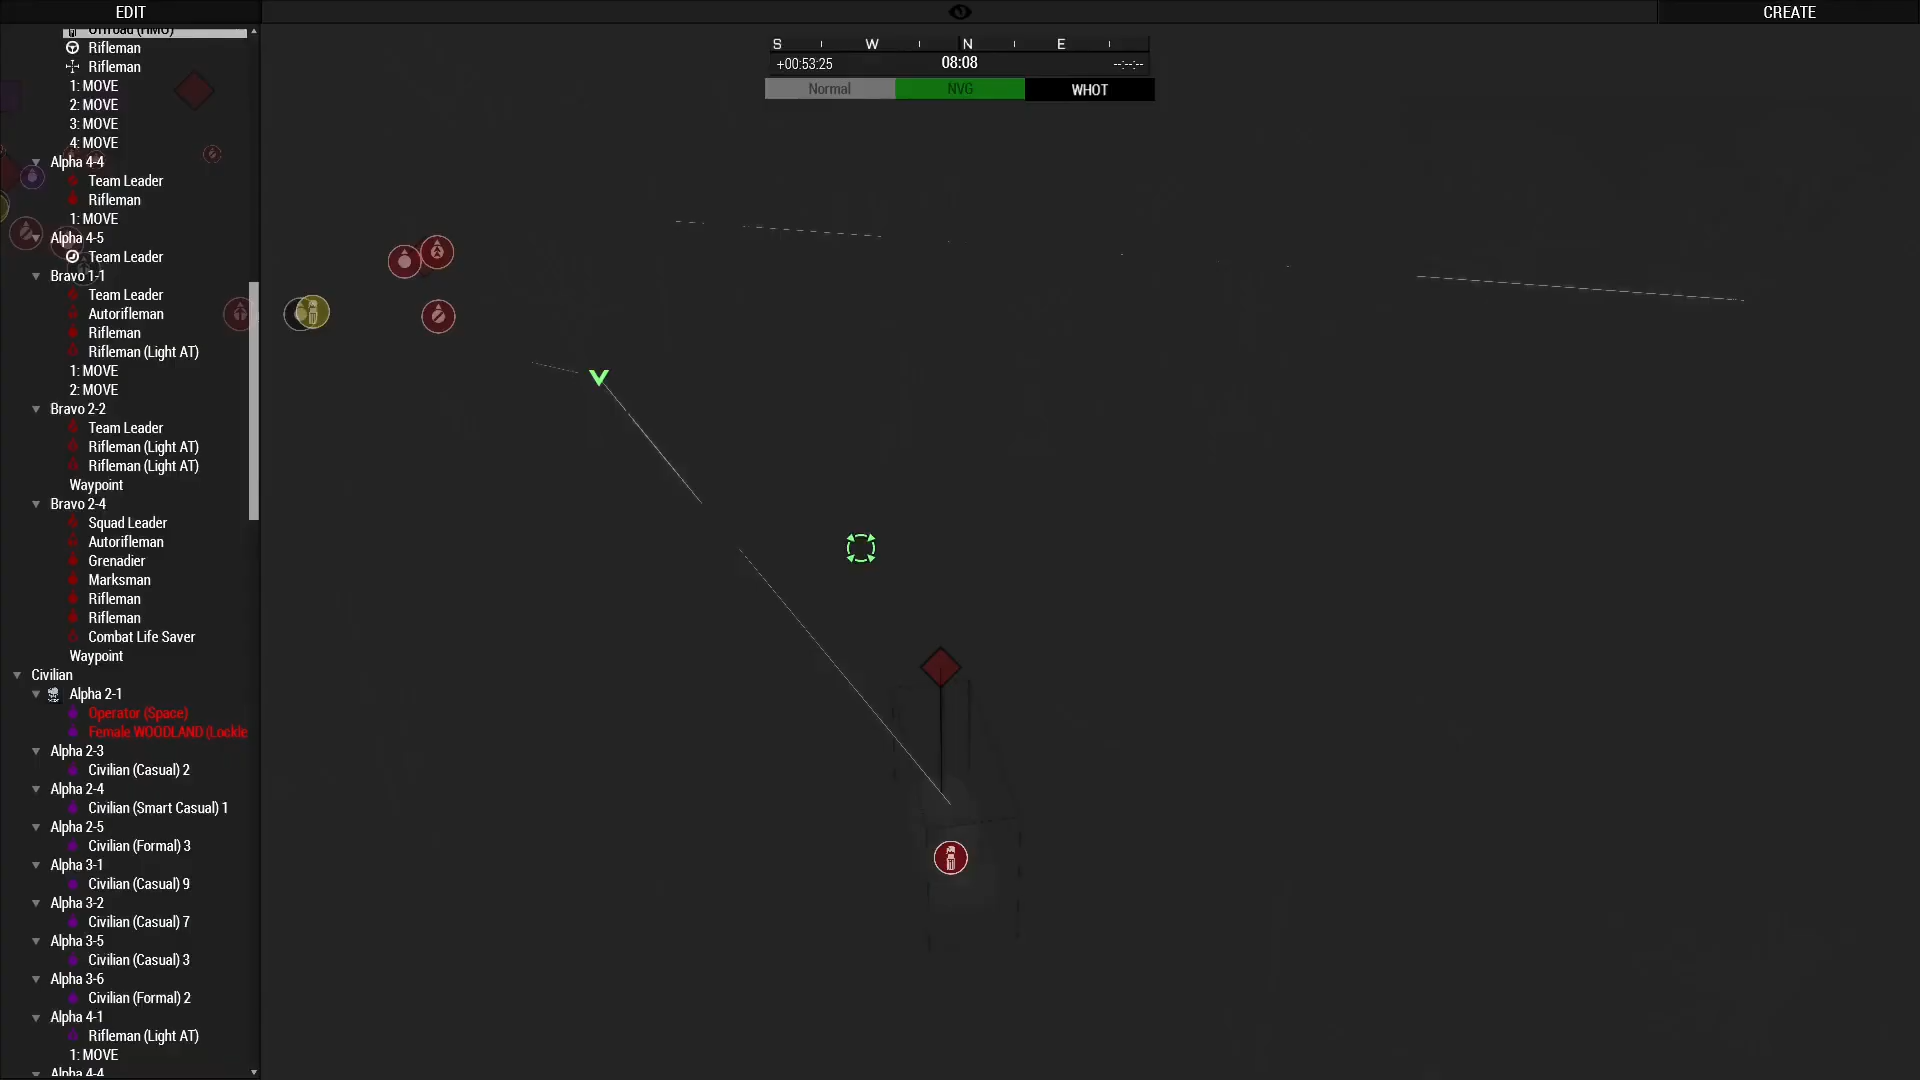 EDIT
CREATE
Offroad (HMG)
Rifleman
Rifleman
1: MOVE
2: MOVE
3: MOVE
4: MOVE
Alpha 4-4
Team Leader
Rifleman
1: MOVE
Alpha 4-5
Team Leader
Bravo 1-1
Team Leader
Autorifleman
Rifleman
Rifleman (Light AT)
1: MOVE
2: MOVE
Bravo 2-2
Team Leader
Rifleman (Light AT)
Rifleman (Light AT)
Waypoint
Bravo 2-4
Squad Leader
Autorifleman
Grenadier
Marksman
Rifleman
Rifleman
Combat Life Saver
Waypoint
Civilian
Alpha 2-1
Operator (Space)
Female WOODLAND (Lockle
Alpha 2-3
Civilian (Casual) 2
Alpha 2-4
Civilian (Smart Casual) 1
Alpha 2-5
Civilian (Formal) 3
Alpha 3-1
Civilian (Casual) 9
Alpha 3-2
Civilian (Casual) 7
Alpha 3-5
Civilian (Casual) 3
Alpha 3-6
Civilian (Formal) 2
Alpha 4-1
Rifleman (Light AT)
1: MOVE
Alpha 4-4
S W N E
+00:53:25 08:08 --:--:--
Normal NVG WHOT